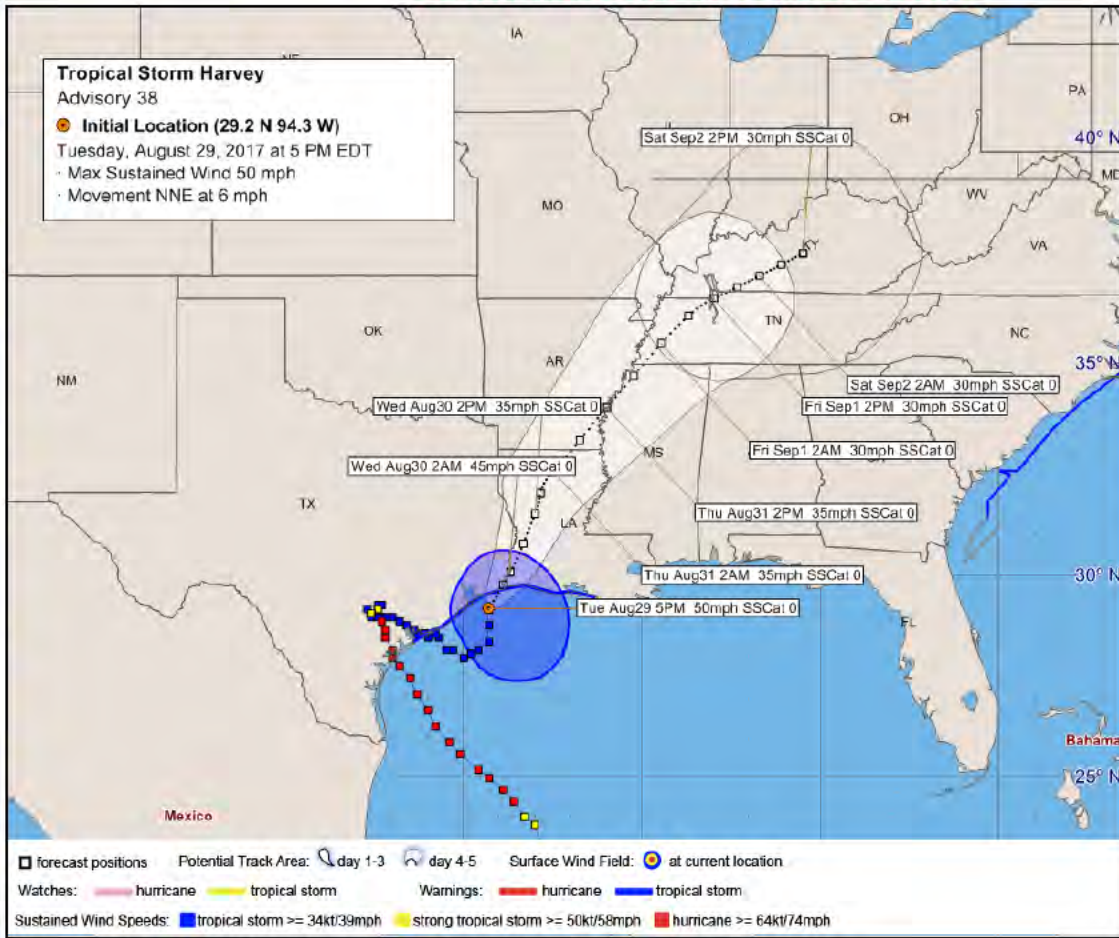 IA
Tropical Storm Harvey
Advisory 38
Initial Location (29.2 N 94.3 W)
Tuesday, August 29, 2017 at 5 PM EDT
· Max Sustained Wind 50 mph
· Movement NNE at 6 mph
PA
OH
40° N
Sat Sep2 2PM 30mph SSCat 0
MD
WV
MO
VA
KY
OK
TN
NC
AR
35° N
NM
Sat Sep2 2AM 30mph SSCat 0
Wed Aug30 2PM 35mph SSCat 0
Fri Sep1 2PM 30mph SSCat 0
MS
Fri Sep1 2AM 30mph SSCat 0
Wed Aug30 2AM 45mph SSCat 0
TX
Thu Aug31 2PM 35mph SSCat 0
LA
Thu Aug31 2AM 35mph SSCat 0
30° N
Tue Aug29 5PM 50mph SSCat 0
FL
Bahama
25° N
Mexico
forecast positions Potential Track Area: day 1-3 day 4-5 Surface Wind Field: at current location
Watches: hurricane tropical storm Warnings: hurricane tropical storm
Sustained Wind Speeds: tropical storm >= 34kt/39mph strong tropical storm >= 50kt/58mph hurricane >= 64kt/74mph